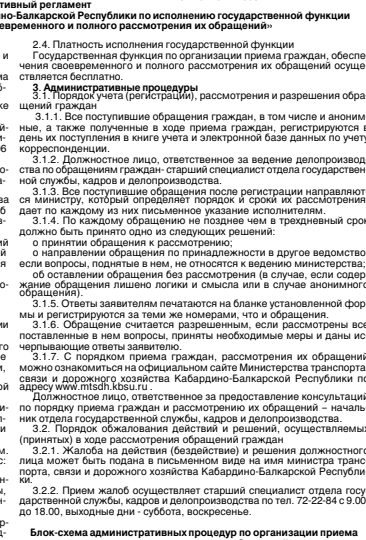 тивный регламент
но-Балкарской Республики по исполнению государственной функции
евременного и полного рассмотрения их обращений»
2.4. Платность исполнения государственной функции
Государственная функция по организации приема граждан, обеспе-
чения своевременного и полного рассмотрения их обращений осуще-
ствляется бесплатно.
3. Административные процедуры
3.1. Порядок учета (регистрации), рассмотрения и разрешения обра-
щений граждан
3.1.1. Все поступившие обращения граждан, в том числе и аноним-
ные, а также полученные в ходе приема граждан, регистрируются в
день их поступления в книге учета и электронной базе данных по учету
корреспонденции.
3.1.2. Должностное лицо, ответственное за ведение делопроизвод-
ства по обращениям граждан- старший специалист отдела государствен-
ной службы, кадров и делопроизводства.
3.1.3. Все поступившие обращения после регистрации направляют-
ся министру, который определяет порядок и сроки их рассмотрения,
дает по каждому из них письменное указание исполнителям.
3.1.4. По каждому обращению не позднее чем в трехдневный срок
должно быть принято одно из следующих решений:
о принятии обращения к рассмотрению;
о направлении обращения по принадлежности в другое ведомство,
если вопросы, поднятые в нем, не относятся к ведению министерства;
об оставлении обращения без рассмотрения (в случае, если содер-
жание обращения лишено логики и смысла или в случае анонимного
обращения).
3.1.5. Ответы заявителям печатаются на бланке установленной фор-
мы и регистрируются за теми же номерами, что и обращения.
3.1.6. Обращение считается разрешенным, если рассмотрены все
поставленные в нем вопросы, приняты необходимые меры и даны ис-
черпывающие ответы заявителю.
3.1.7. С порядком приема граждан, рассмотрения их обращений
можно ознакомиться на официальном сайте Министерства транспорта,
связи и дорожного хозяйства Кабардино-Балкарской Республики по
адресу www.mtsdh.kbsu.ru .
Должностное лицо, ответственное за предоставление консультаций
по порядку приема граждан и рассмотрению их обращений – началь-
ник отдела государственной службы, кадров и делопроизводства.
3.2. Порядок обжалования действий и решений, осуществляемых
(принятых) в ходе рассмотрения обращений граждан
3.2.1. Жалоба на действия (бездействие) и решения должностного
лица может быть подана в письменном виде на имя министра транс-
порта, связи и дорожного хозяйства Кабардино-Балкарской Республи-
ки.
3.2.2. Прием жалоб осуществляет старший специалист отдела госу-
дарственной службы, кадров и делопроизводства по тел. 72-22-84 с 9.00
до 18.00, выходные дни - суббота, воскресенье.
Блок-схема административных процедур по организации приема